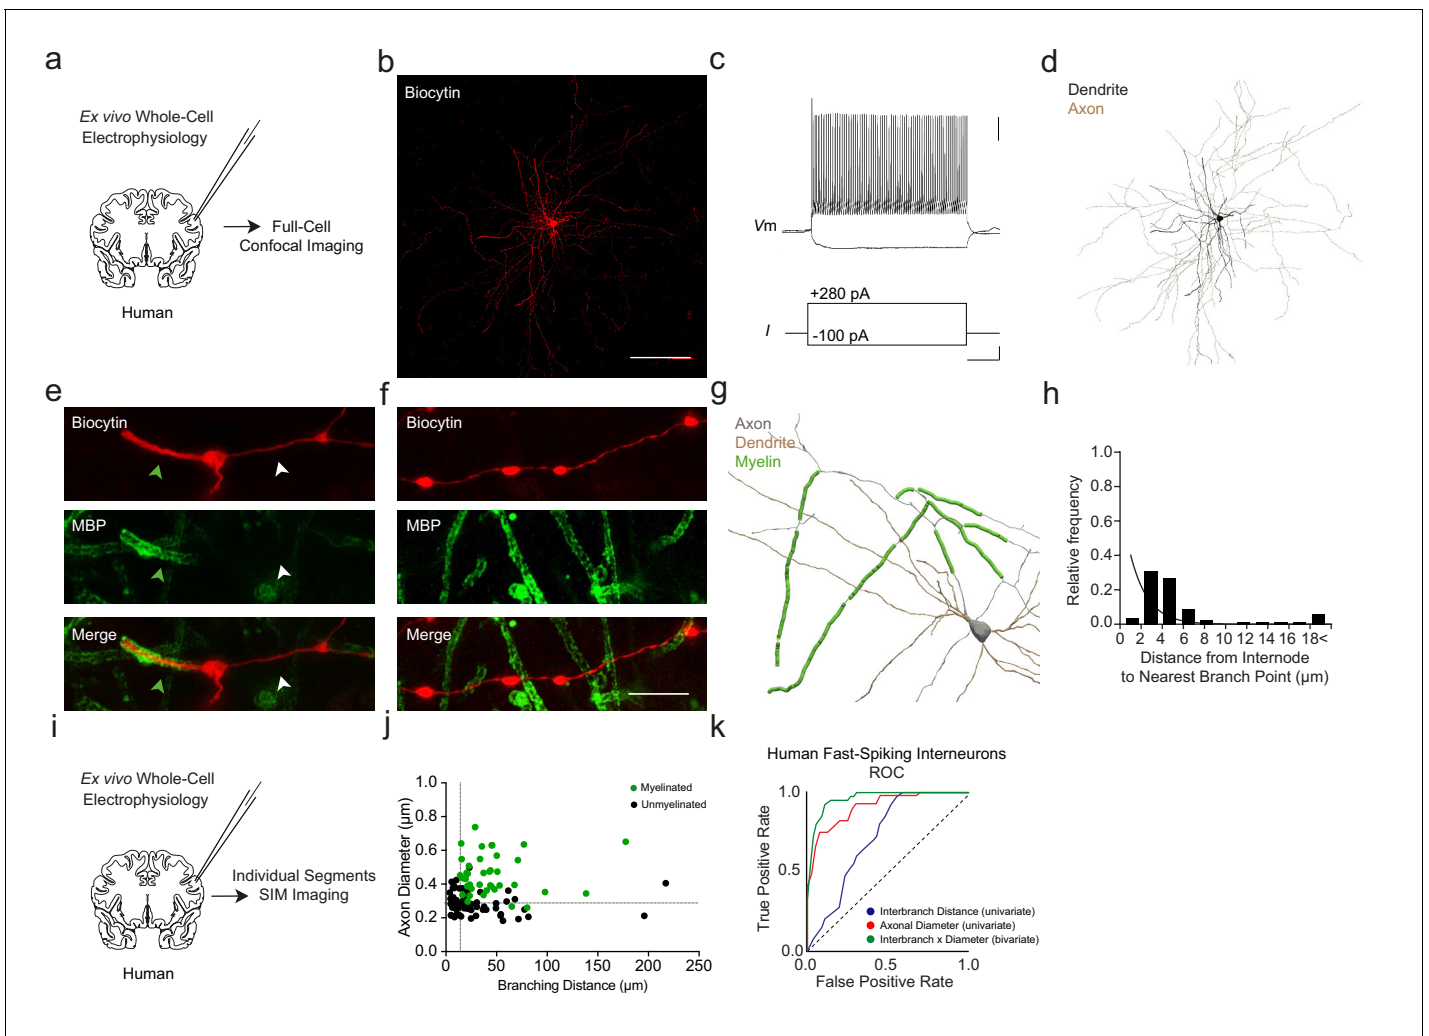 a
Ex vivo Whole-Cell
Electrophysiology
Full-Cell
Confocal Imaging
Human
b
Biocytin
c
Vm
I
+280 pA
-100 pA
d
Dendrite
Axon
e
Biocytin
MBP
Merge
f
Biocytin
MBP
Merge
g
Axon
Dendrite
Myelin
h
Relative frequency
1.0
0.8
0.6
0.4
0.2
0.0
0 2 4 6 8 10 12 14 16 18<
Distance from Internode
to Nearest Branch Point (µm)
i
Ex vivo Whole-Cell
Electrophysiology
Individual Segments
SIM Imaging
Human
j
Axon Diameter (µm)
1.0
0.8
0.6
0.4
0.2
0.0
Myelinated
Unmyelinated
0 50 100 150 200 250
Branching Distance (µm)
k
Human Fast-Spiking Interneurons
ROC
True Positive Rate
1.0
0.5
0.0
Interbranch Distance (univariate)
Axonal Diameter (univariate)
Interbranch x Diameter (bivariate)
0.0 0.5 1.0
False Positive Rate